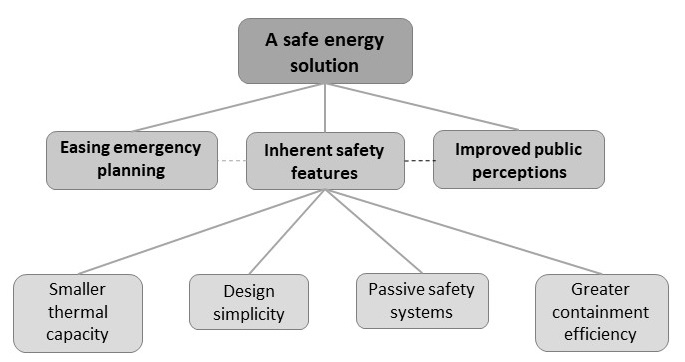 A safe energy
solution
Easing emergency
planning
Inherent safety
features
Improved public
perceptions
Smaller
thermal
capacity
Design
simplicity
Passive safety
systems
Greater
containment
efficiency